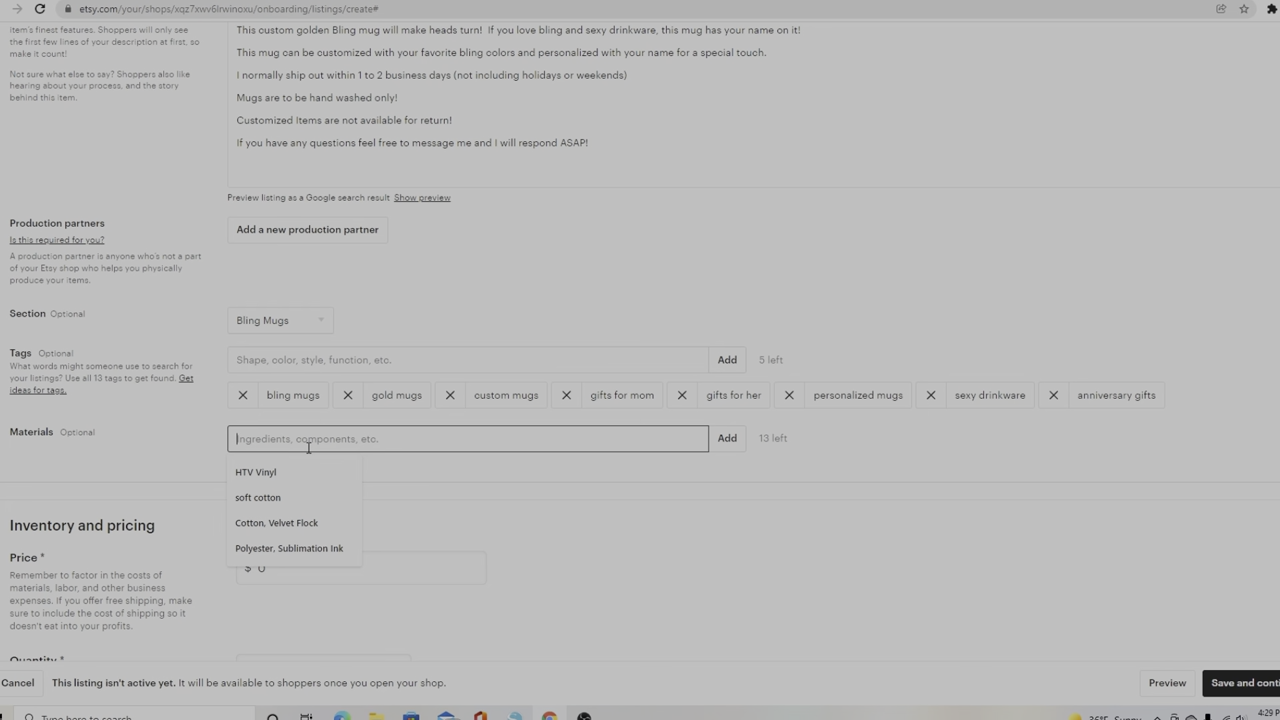 etsy.com/your/shops/xqz7xwv6lrwinoxu/onboarding/listings/create#
item's finest features. Shoppers will only see
the first few lines of your description at first, so
make it count!
Not sure what else to say? Shoppers also like
hearing about your process, and the story
behind this item.
This custom golden Bling mug will make heads turn! If you love bling and sexy drinkware, this mug has your name on it!
This mug can be customized with your favorite bling colors and personalized with your name for a special touch.
I normally ship out within 1 to 2 business days (not including holidays or weekends)
Mugs are to be hand washed only!
Customized Items are not available for return!
If you have any questions feel free to message me and I will respond ASAP!
Preview listing as a Google search result Show preview
Production partners
Is this required for you?
A production partner is anyone who's not a part
of your Etsy shop who helps you physically
produce your items.
Add a new production partner
Section Optional
Bling Mugs
Tags Optional
What words might someone use to search for
your listings? Use all 13 tags to get found. Get
ideas for tags.
Shape, color, style, function, etc. Add 5 left
bling mugs gold mugs custom mugs gifts for mom gifts for her personalized mugs sexy drinkware anniversary gifts
Materials Optional
Ingredients, components, etc. Add 13 left
HTV Vinyl
soft cotton
Cotton, Velvet Flock
Polyester, Sublimation Ink
Inventory and pricing
Price *
Remember to factor in the costs of
materials, labor, and other business
expenses. If you offer free shipping, make
sure to include the cost of shipping so it
doesn't eat into your profits.
$ 0
Quantity *
Cancel This listing isn't active yet. It will be available to shoppers once you open your shop. Preview Save and conti
Type here to search 36°F Sunny 4:29 P